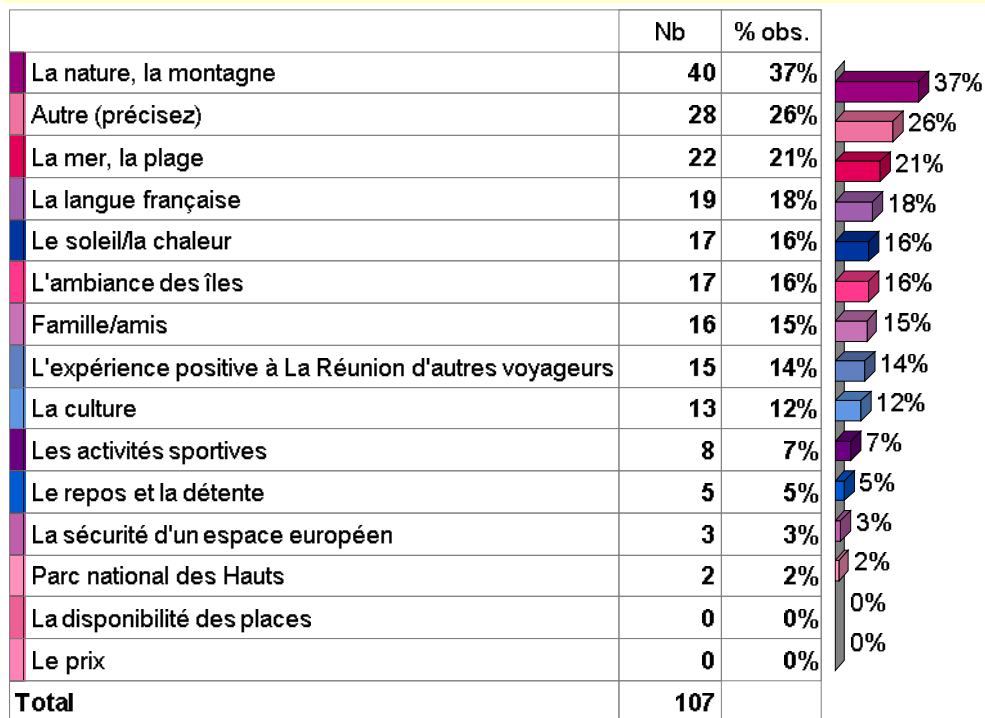 Nb % obs.
La nature, la montagne 40 37% 37%
Autre (précisez) 28 26% 26%
La mer, la plage 22 21% 21%
La langue française 19 18% 18%
Le soleil/la chaleur 17 16% 16%
L'ambiance des îles 17 16% 16%
Famille/amis 16 15% 15%
L'expérience positive à La Réunion d'autres voyageurs 15 14% 14%
La culture 13 12% 12%
Les activités sportives 8 7% 7%
Le repos et la détente 5 5% 5%
La sécurité d'un espace européen 3 3% 3%
Parc national des Hauts 2 2% 2%
La disponibilité des places 0 0% 0%
Le prix 0 0% 0%
Total 107